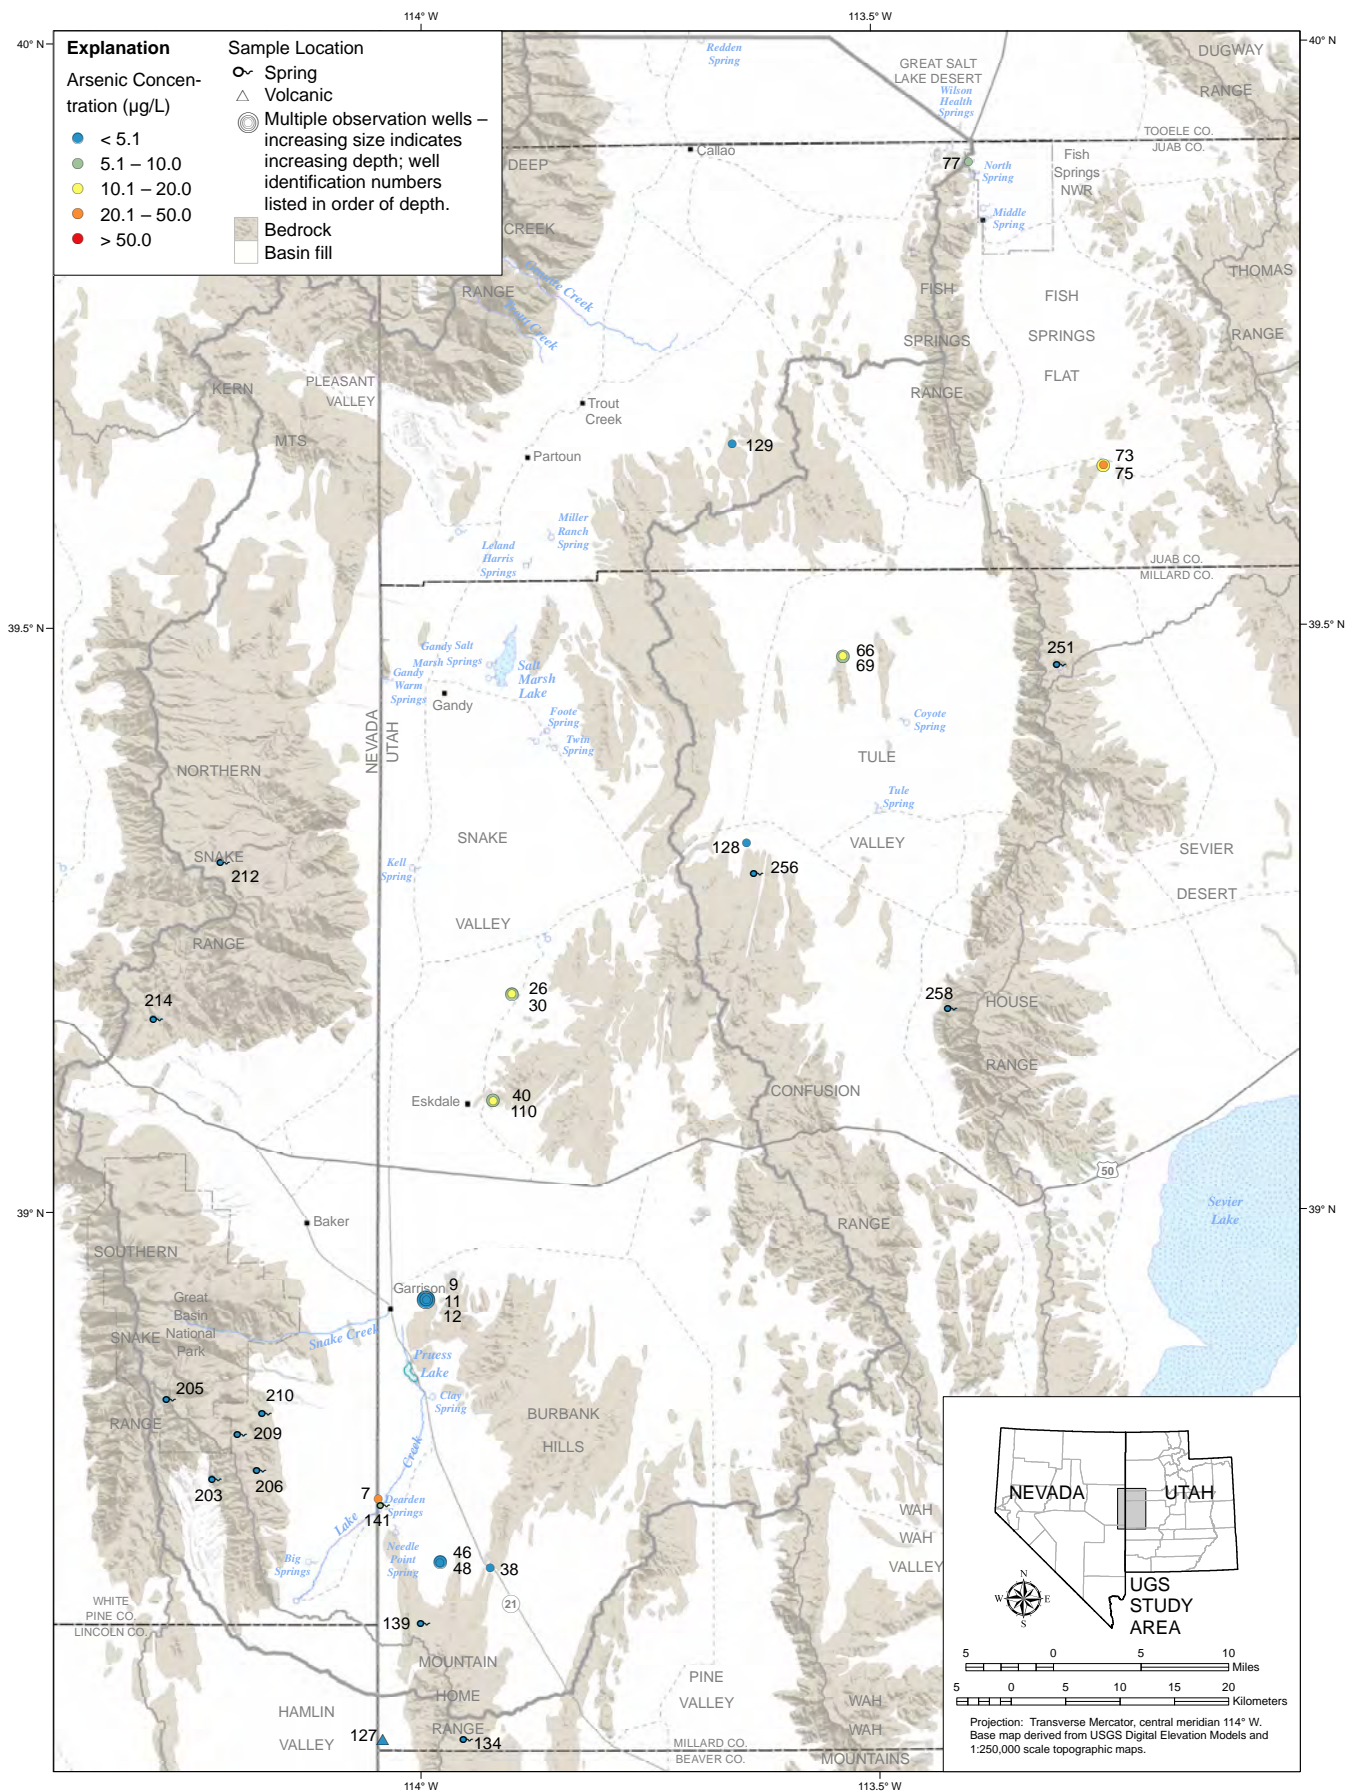 114° W
113.5° W
40° N
40° N
Explanation
Arsenic Concen-
tration (µg/L)
< 5.1
5.1 – 10.0
10.1 – 20.0
20.1 – 50.0
> 50.0
Sample Location
Spring
Volcanic
Multiple observation wells –
increasing size indicates
increasing depth; well
identification numbers
listed in order of depth.
Bedrock
Basin fill
Redden
Spring
GREAT SALT
LAKE DESERT
Wilson
Health
Springs
DUGWAY
RANGE
TOOELE CO.
JUAB CO.
Callao
77
North
Spring
Fish
Springs
NWR
Middle
Spring
DEEP
CREEK
RANGE
Trout Creek
THOMAS
RANGE
FISH
SPRINGS
RANGE
FISH
SPRINGS
FLAT
PLEASANT
VALLEY
KERN
MTS
Trout
Creek
Partoun
129
73
75
Miller
Ranch
Spring
Leland
Harris
Springs
JUAB CO.
MILLARD CO.
39.5° N
39.5° N
Gandy Salt
Marsh Springs
Salt
Marsh
Lake
Gandy
Warm
Springs
Gandy
66
69
251
Foote
Spring
Twin
Spring
Coyote
Spring
NEVADA
UTAH
NORTHERN
SNAKE
RANGE
TULE
VALLEY
Tule
Spring
SNAKE
VALLEY
Kell
Spring
128
256
212
SEVIER
DESERT
214
26
30
258
HOUSE
RANGE
Eskdale
40
110
CONFUSION
RANGE
50
39° N
39° N
Sevier
Lake
Baker
SOUTHERN
SNAKE
RANGE
Great
Basin
National
Park
Garrison
9
11
12
Snake Creek
Pruess
Lake
Clay
Spring
205
210
209
206
203
BURBANK
HILLS
Lake
Creek
7
141
Dearden
Springs
Needle
Point
Spring
Big
Springs
46
48
38
21
139
WHITE
PINE CO.
LINCOLN CO.
WAH
WAH
VALLEY
MOUNTAIN
HOME
RANGE
PINE
VALLEY
HAMLIN
VALLEY
127
134
WAH
WAH
MOUNTAINS
MILLARD CO.
BEAVER CO.
NEVADA
UTAH
UGS
STUDY
AREA
N
W
E
S
5 0 5 10
Miles
5 0 5 10 15 20
Kilometers
Projection: Transverse Mercator, central meridian 114° W.
Base map derived from USGS Digital Elevation Models and
1:250,000 scale topographic maps.
114° W
113.5° W